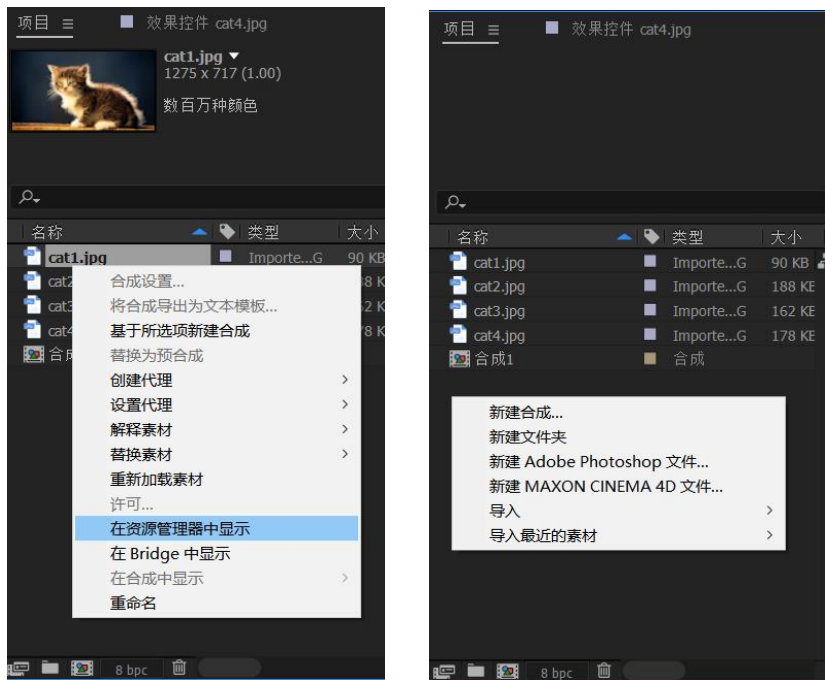 项目
效果控件 cat4.jpg
cat1.jpg
1275 x 717 (1.00)
数百万种颜色
名称 类型 大小
cat1.jpg Importe...G 90 KB
cat2
cat3
cat4
合成设置...
将合成导出为文本模板...
基于所选项新建合成
替换为预合成
创建代理
设置代理
解释素材
替换素材
重新加载素材
许可...
在资源管理器中显示
在 Bridge 中显示
在合成中显示
重命名
8 bpc
项目
效果控件 cat4.jpg
名称 类型 大小
cat1.jpg Importe...G 90 KB
cat2.jpg Importe...G 188 KB
cat3.jpg Importe...G 162 KB
cat4.jpg Importe...G 178 KB
合成1 合成
新建合成...
新建文件夹
新建 Adobe Photoshop 文件...
新建 MAXON CINEMA 4D 文件...
导入
导入最近的素材
8 bpc